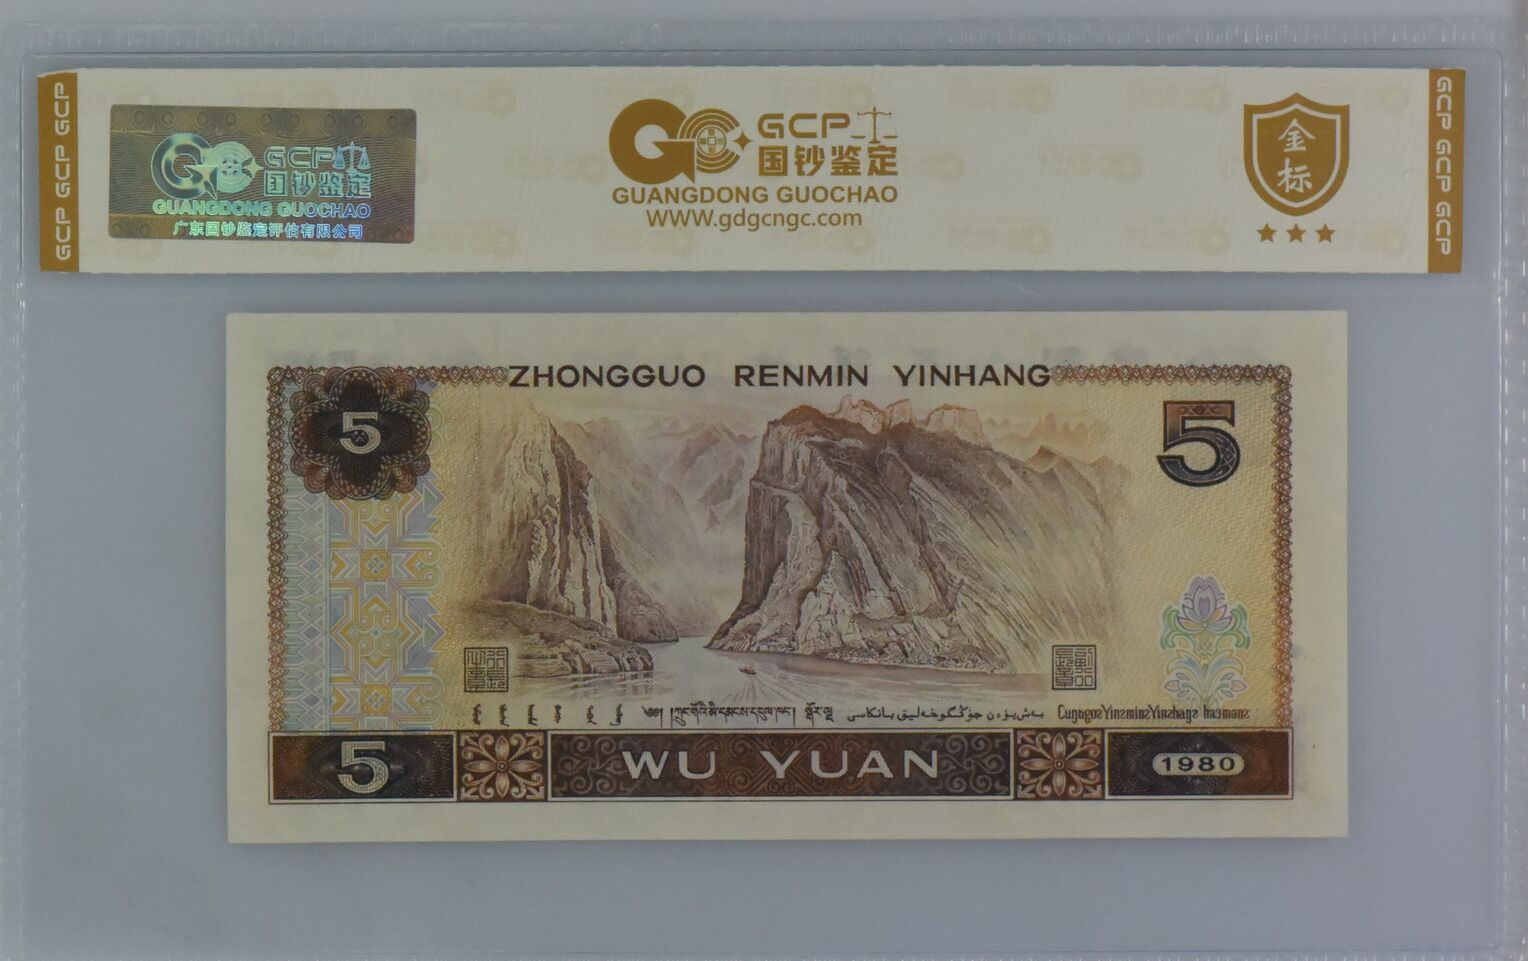 GCP GCP GCP
GCP 国钞鉴定
GUANGDONG GUOCHAO
广东国钞鉴定评估有限公司
GCP
国钞鉴定
GUANGDONG GUOCHAO
WWW.gdgcngc.com
金标
GCP GCP GCP
ZHONGGUO RENMIN YINHANG
5
5
5
WU YUAN
1980